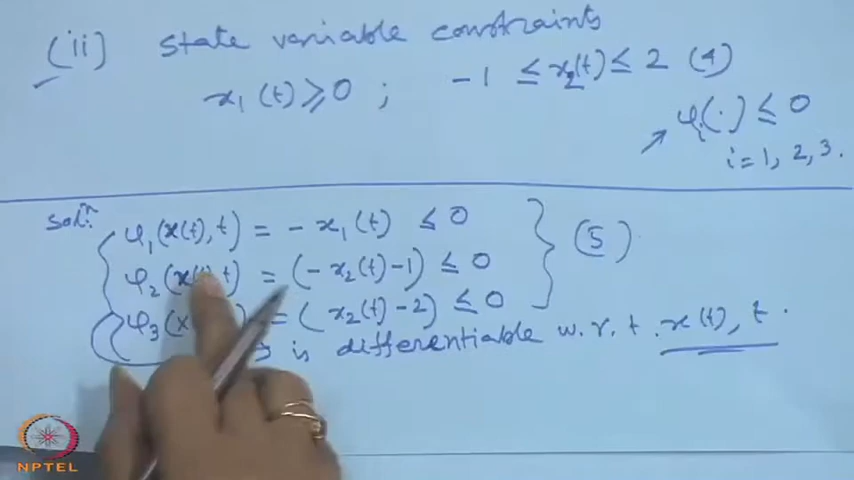 (ii) state variable constraints
x₁(t) ≥ 0 ; -1 ≤ x₂(t) ≤ 2 (4)
φᵢ(.) ≤ 0
i = 1, 2, 3.
Solⁿ:
φ₁(x(t), t) = - x₁(t) ≤ 0
φ₂(x(t), t) = (- x₂(t) - 1) ≤ 0 (5)
φ₃(x = (x₂(t) - 2) ≤ 0
is differentiable w.r.t. x(t), t.
NPTEL